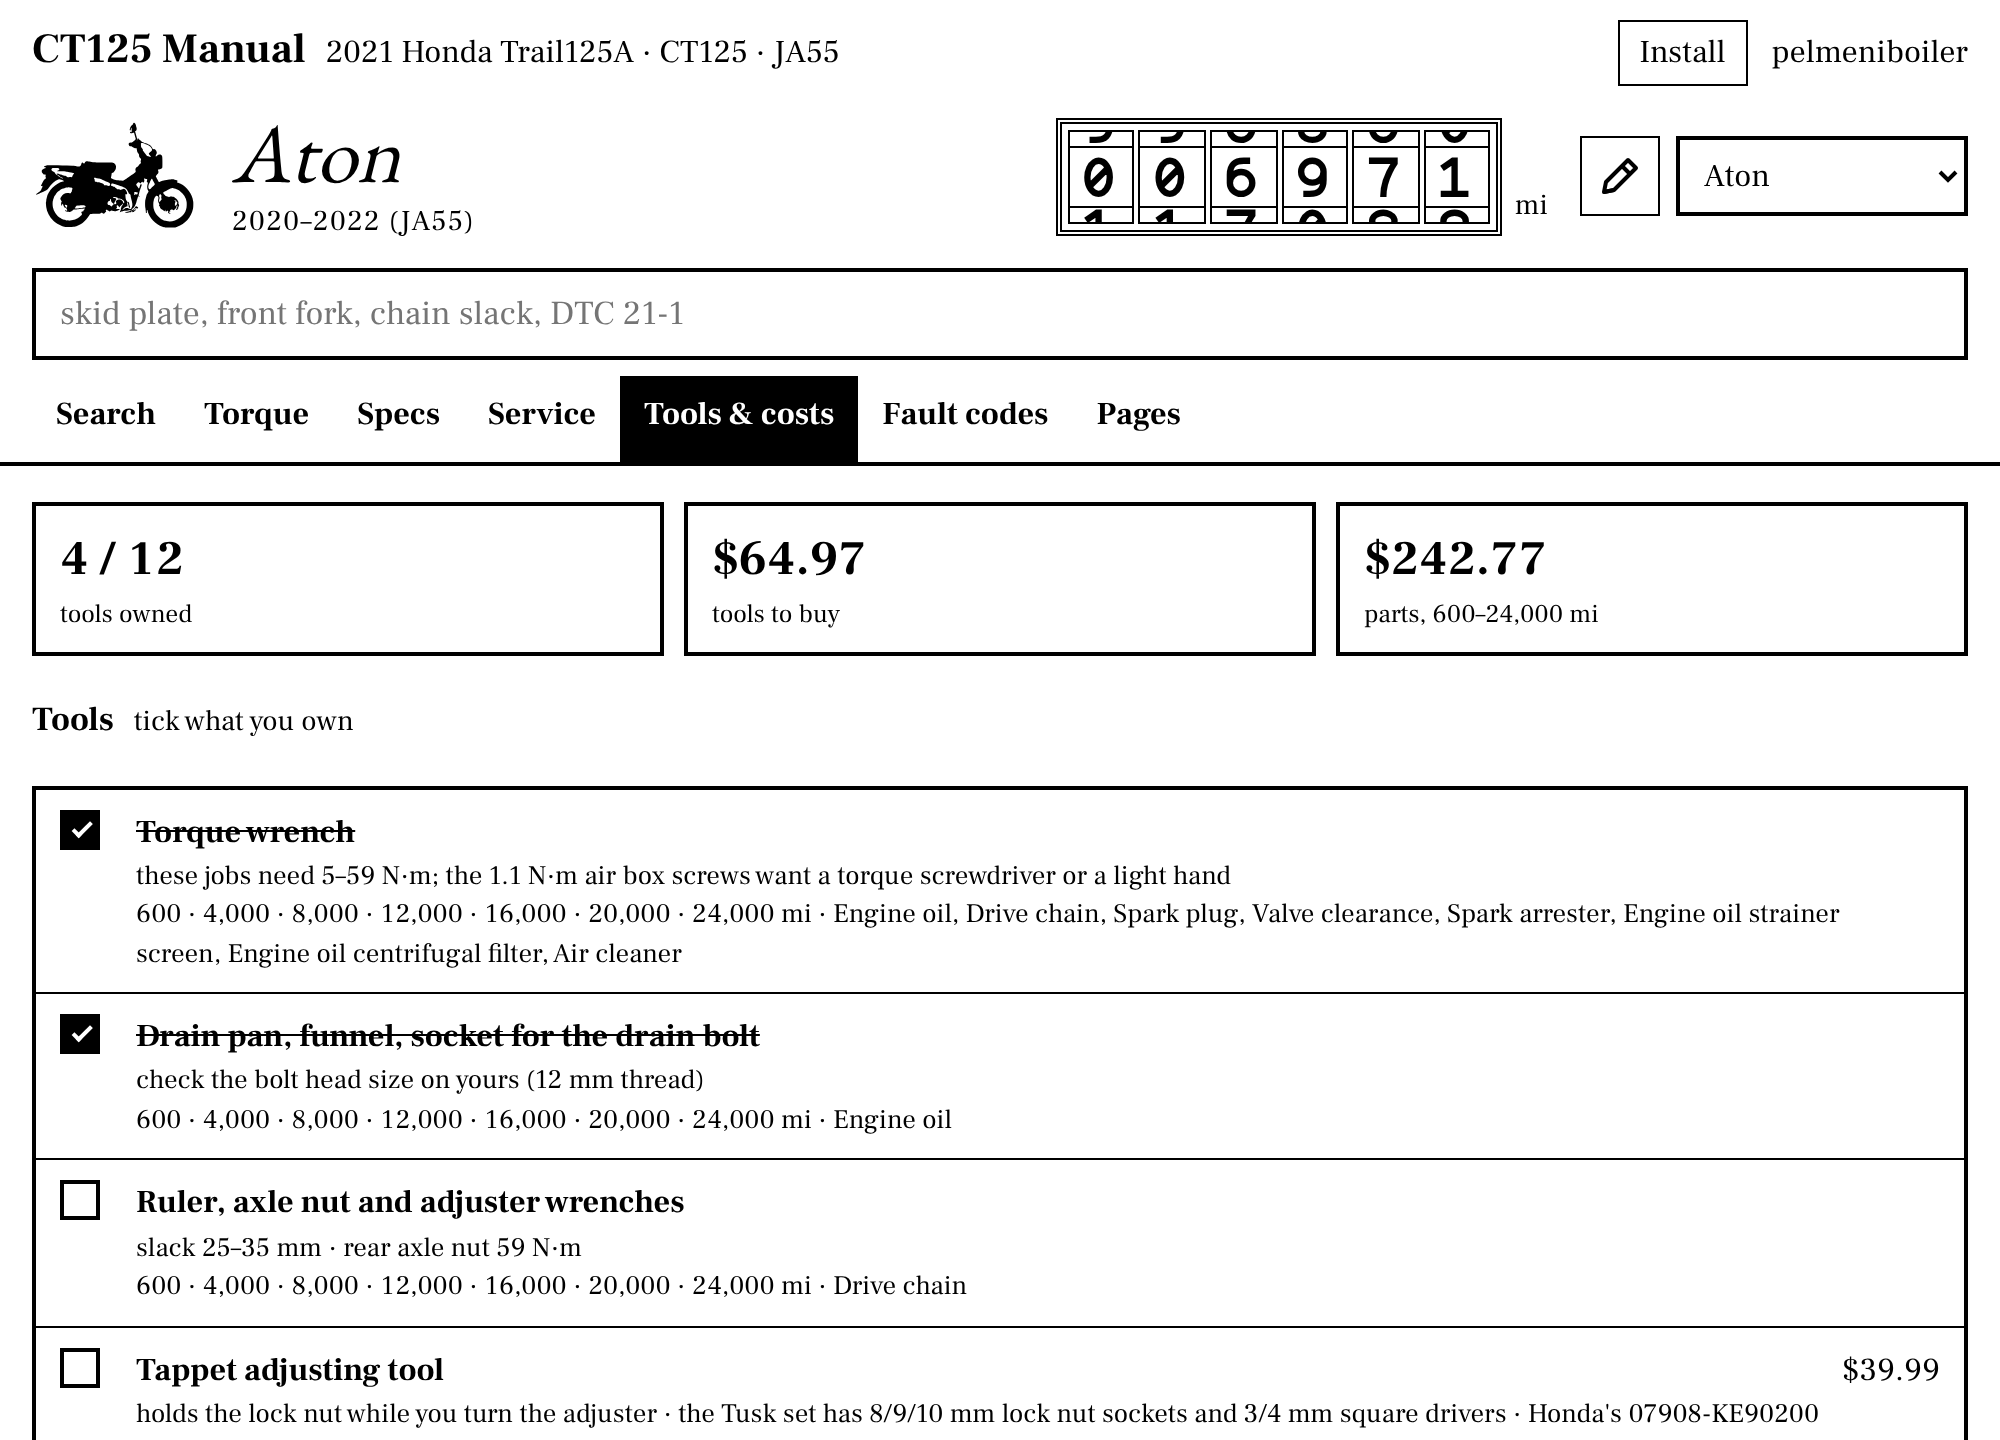 CT125 Manual 2021 Honda Trail125A · CT125 · JA55
Install
pelmeniboiler
Aton
2020–2022 (JA55)
006971 mi
Aton
skid plate, front fork, chain slack, DTC 21-1
Search Torque Specs Service Tools & costs Fault codes Pages
4 / 12
tools owned
$64.97
tools to buy
$242.77
parts, 600–24,000 mi
Tools tick what you own
Torque wrench
these jobs need 5–59 N·m; the 1.1 N·m air box screws want a torque screwdriver or a light hand
600 · 4,000 · 8,000 · 12,000 · 16,000 · 20,000 · 24,000 mi · Engine oil, Drive chain, Spark plug, Valve clearance, Spark arrester, Engine oil strainer
screen, Engine oil centrifugal filter, Air cleaner
Drain pan, funnel, socket for the drain bolt
check the bolt head size on yours (12 mm thread)
600 · 4,000 · 8,000 · 12,000 · 16,000 · 20,000 · 24,000 mi · Engine oil
Ruler, axle nut and adjuster wrenches
slack 25–35 mm · rear axle nut 59 N·m
600 · 4,000 · 8,000 · 12,000 · 16,000 · 20,000 · 24,000 mi · Drive chain
Tappet adjusting tool $39.99
holds the lock nut while you turn the adjuster · the Tusk set has 8/9/10 mm lock nut sockets and 3/4 mm square drivers · Honda's 07908-KE90200